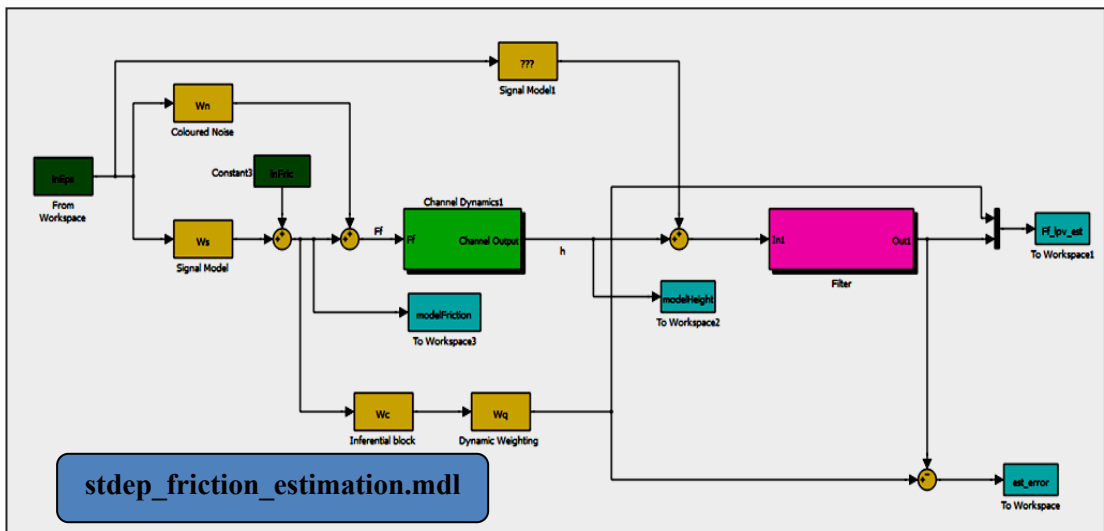 ???
Signal Model1
Wn
Coloured Noise
Constant3
inFric
inEps
From
Workspace
Channel Dynamics1
Ws
Signal Model
Ff
Ff
Channel Output
h
In1
Out1
Filter
Ff_lpv_est
To Workspace1
modelFriction
To Workspace3
modelHeight
To Workspace2
Wc
Inferential block
Wq
Dynamic Weighting
est_error
To Workspace
stdep_friction_estimation.mdl